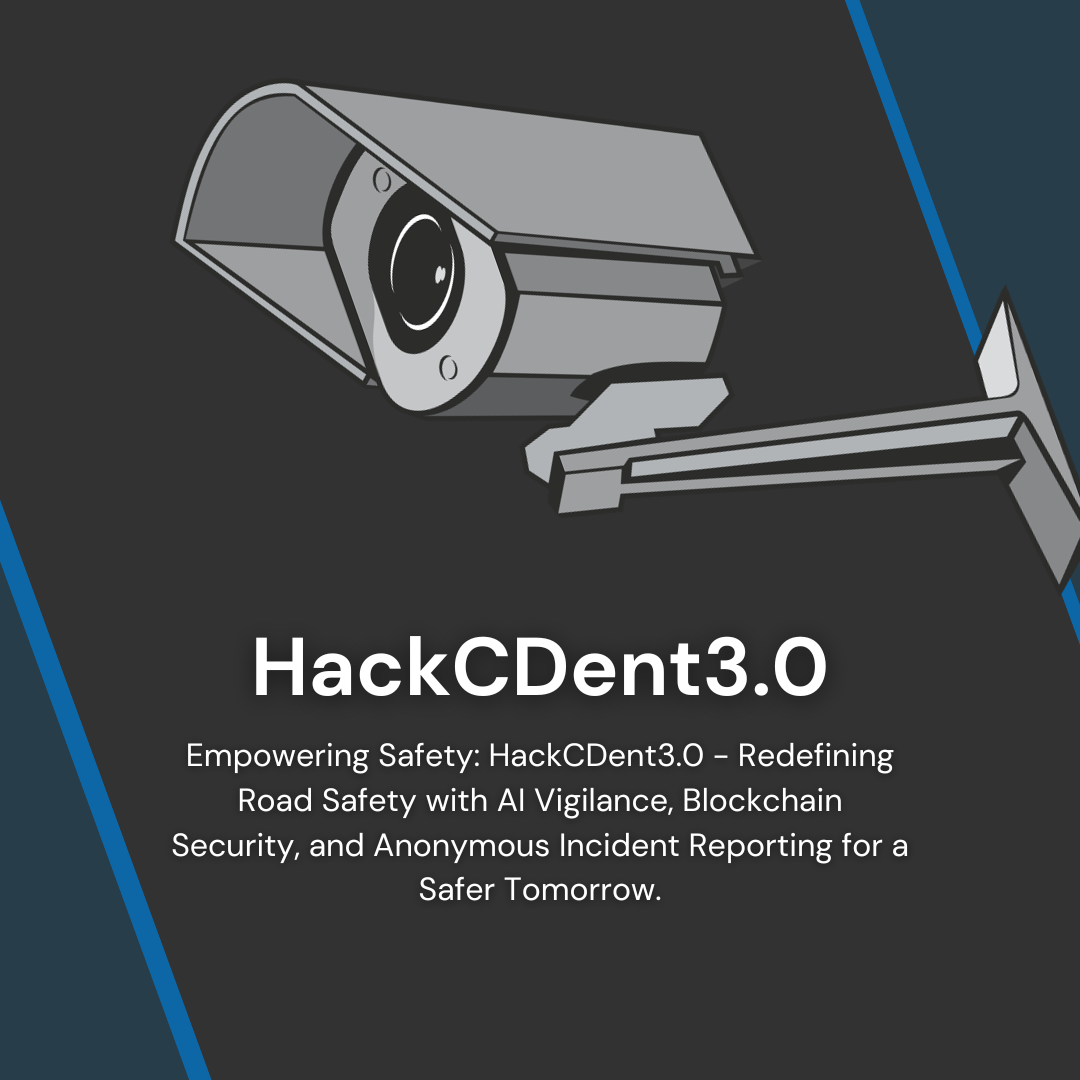 HackCDent3.0
Empowering Safety: HackCDent3.0 - Redefining
Road Safety with AI Vigilance, Blockchain
Security, and Anonymous Incident Reporting for a
Safer Tomorrow.